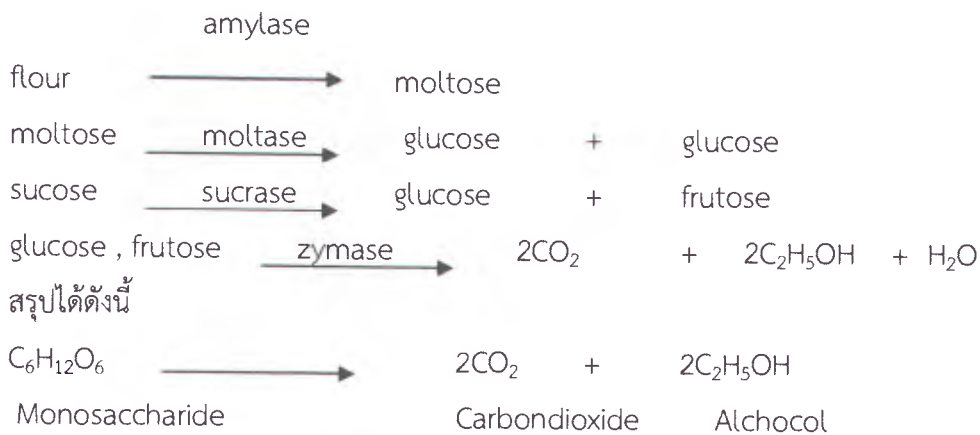 amylase
flour moltose
moltose moltase glucose + glucose
sucose sucrase glucose + frutose
glucose , frutose zymase 2CO₂ + 2C₂H₅OH + H₂O
สรุปได้ดังนี้
C₆H₁₂O₆ 2CO₂ + 2C₂H₅OH
Monosaccharide Carbondioxide Alchocol